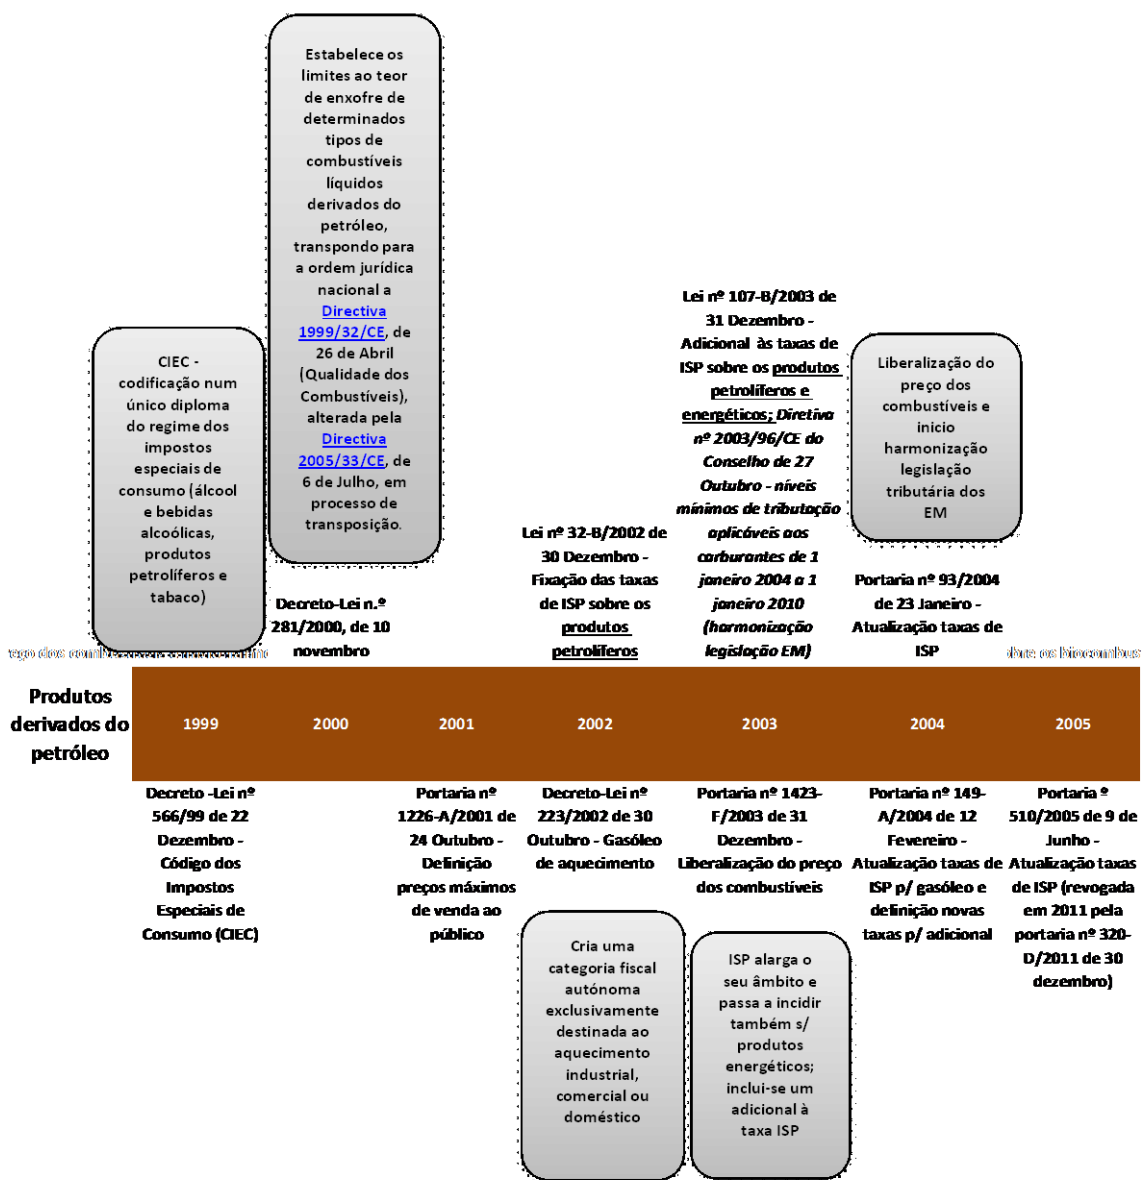 Estabelece os
limites ao teor
de enxofre de
determinados
tipos de
combustíveis
líquidos
derivados do
petróleo,
transpondo para
a ordem jurídica
nacional a
Directiva
1999/32/CE, de
26 de Abril
(Qualidade dos
Combustíveis),
alterada pela
Directiva
2005/33/CE, de
6 de Julho, em
processo de
transposição.
CIEC -
codificação num
único diploma
do regime dos
impostos
especiais de
consumo (álcool
e bebidas
alcoólicas,
produtos
petrolíferos e
tabaco)
Decreto-Lei n.º
281/2000, de 10
novembro
Lei nº 32-B/2002 de
30 Dezembro -
Fixação das taxas
de ISP sobre os
produtos
petrolíferos
Lei nº 107-B/2003 de
31 Dezembro -
Adicional às taxas de
ISP sobre os produtos
petrolíferos e
energéticos; Diretiva
nº 2003/96/CE do
Conselho de 27
Outubro - níveis
mínimos de tributação
aplicáveis aos
carburantes de 1
janeiro 2004 a 1
janeiro 2010
(harmonização
legislação EM)
Liberalização do
preço dos
combustíveis e
inicio
harmonização
legislação
tributária dos
EM
Portaria nº 93/2004
de 23 Janeiro -
Atualização taxas de
ISP
dos
os biocombus
Produtos
derivados do
petróleo
1999 2000 2001 2002 2003 2004 2005
Decreto -Lei nº
566/99 de 22
Dezembro -
Código dos
Impostos
Especiais de
Consumo (CIEC)
Portaria nº
1226-A/2001 de
24 Outubro -
Definição
preços máximos
de venda ao
público
Decreto-Lei nº
223/2002 de 30
Outubro - Gasóleo
de aquecimento
Portaria nº 1423-
F/2003 de 31
Dezembro -
Liberalização do preço
dos combustíveis
Portaria nº 149-
A/2004 de 12
Fevereiro -
Atualização taxas de
ISP p/ gasóleo e
definição novas
taxas p/ adicional
Portaria º
510/2005 de 9 de
Junho -
Atualização taxas
de ISP (revogada
em 2011 pela
portaria nº 320-
D/2011 de 30
dezembro)
Cria uma
categoria fiscal
autónoma
exclusivamente
destinada ao
aquecimento
industrial,
comercial ou
doméstico
ISP alarga o
seu âmbito e
passa a incidir
também s/
produtos
energéticos;
inclui-se um
adicional à
taxa ISP